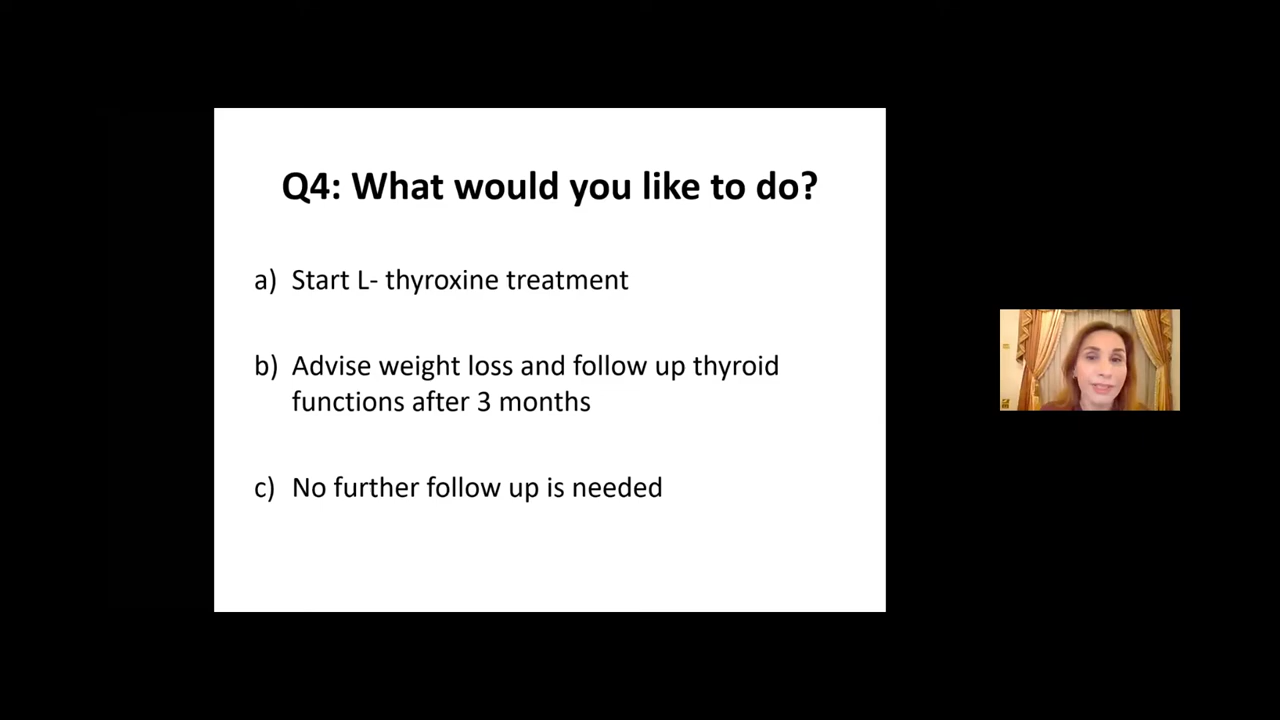 Q4: What would you like to do?
a) Start L- thyroxine treatment
b) Advise weight loss and follow up thyroid
functions after 3 months
c) No further follow up is needed